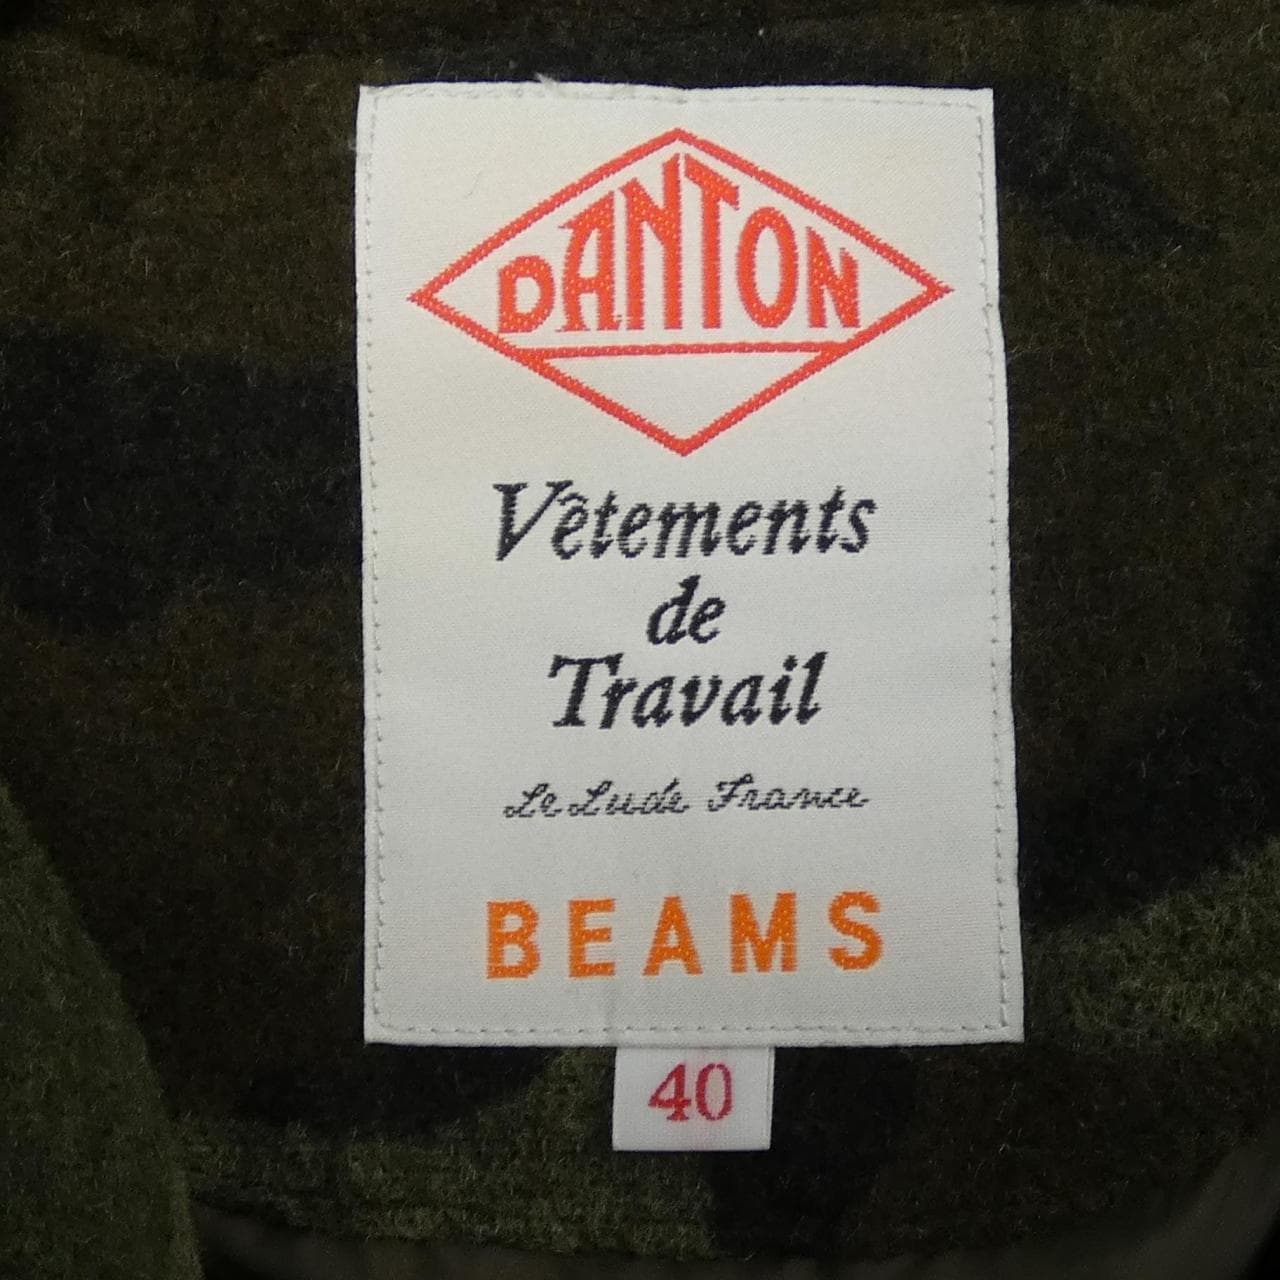 DANTON
Vêtements
de
Travail
Le Lude France
BEAMS
40